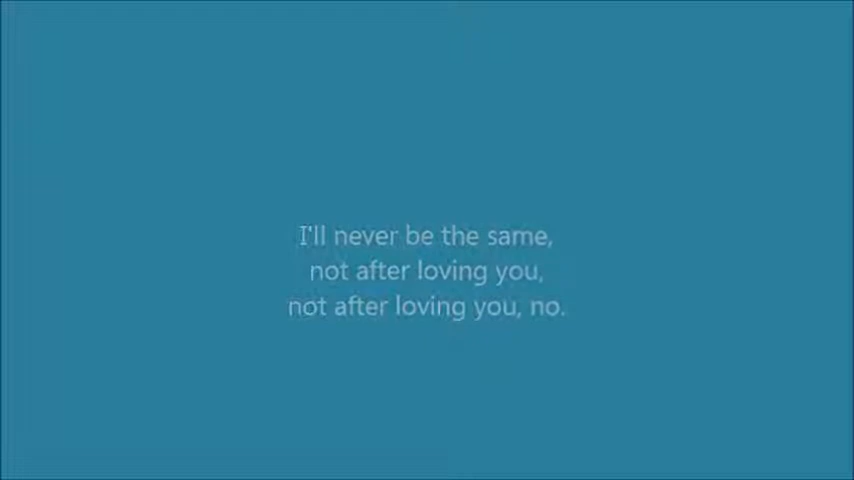 I'll never be the same,
not after loving you,
not after loving you, no.